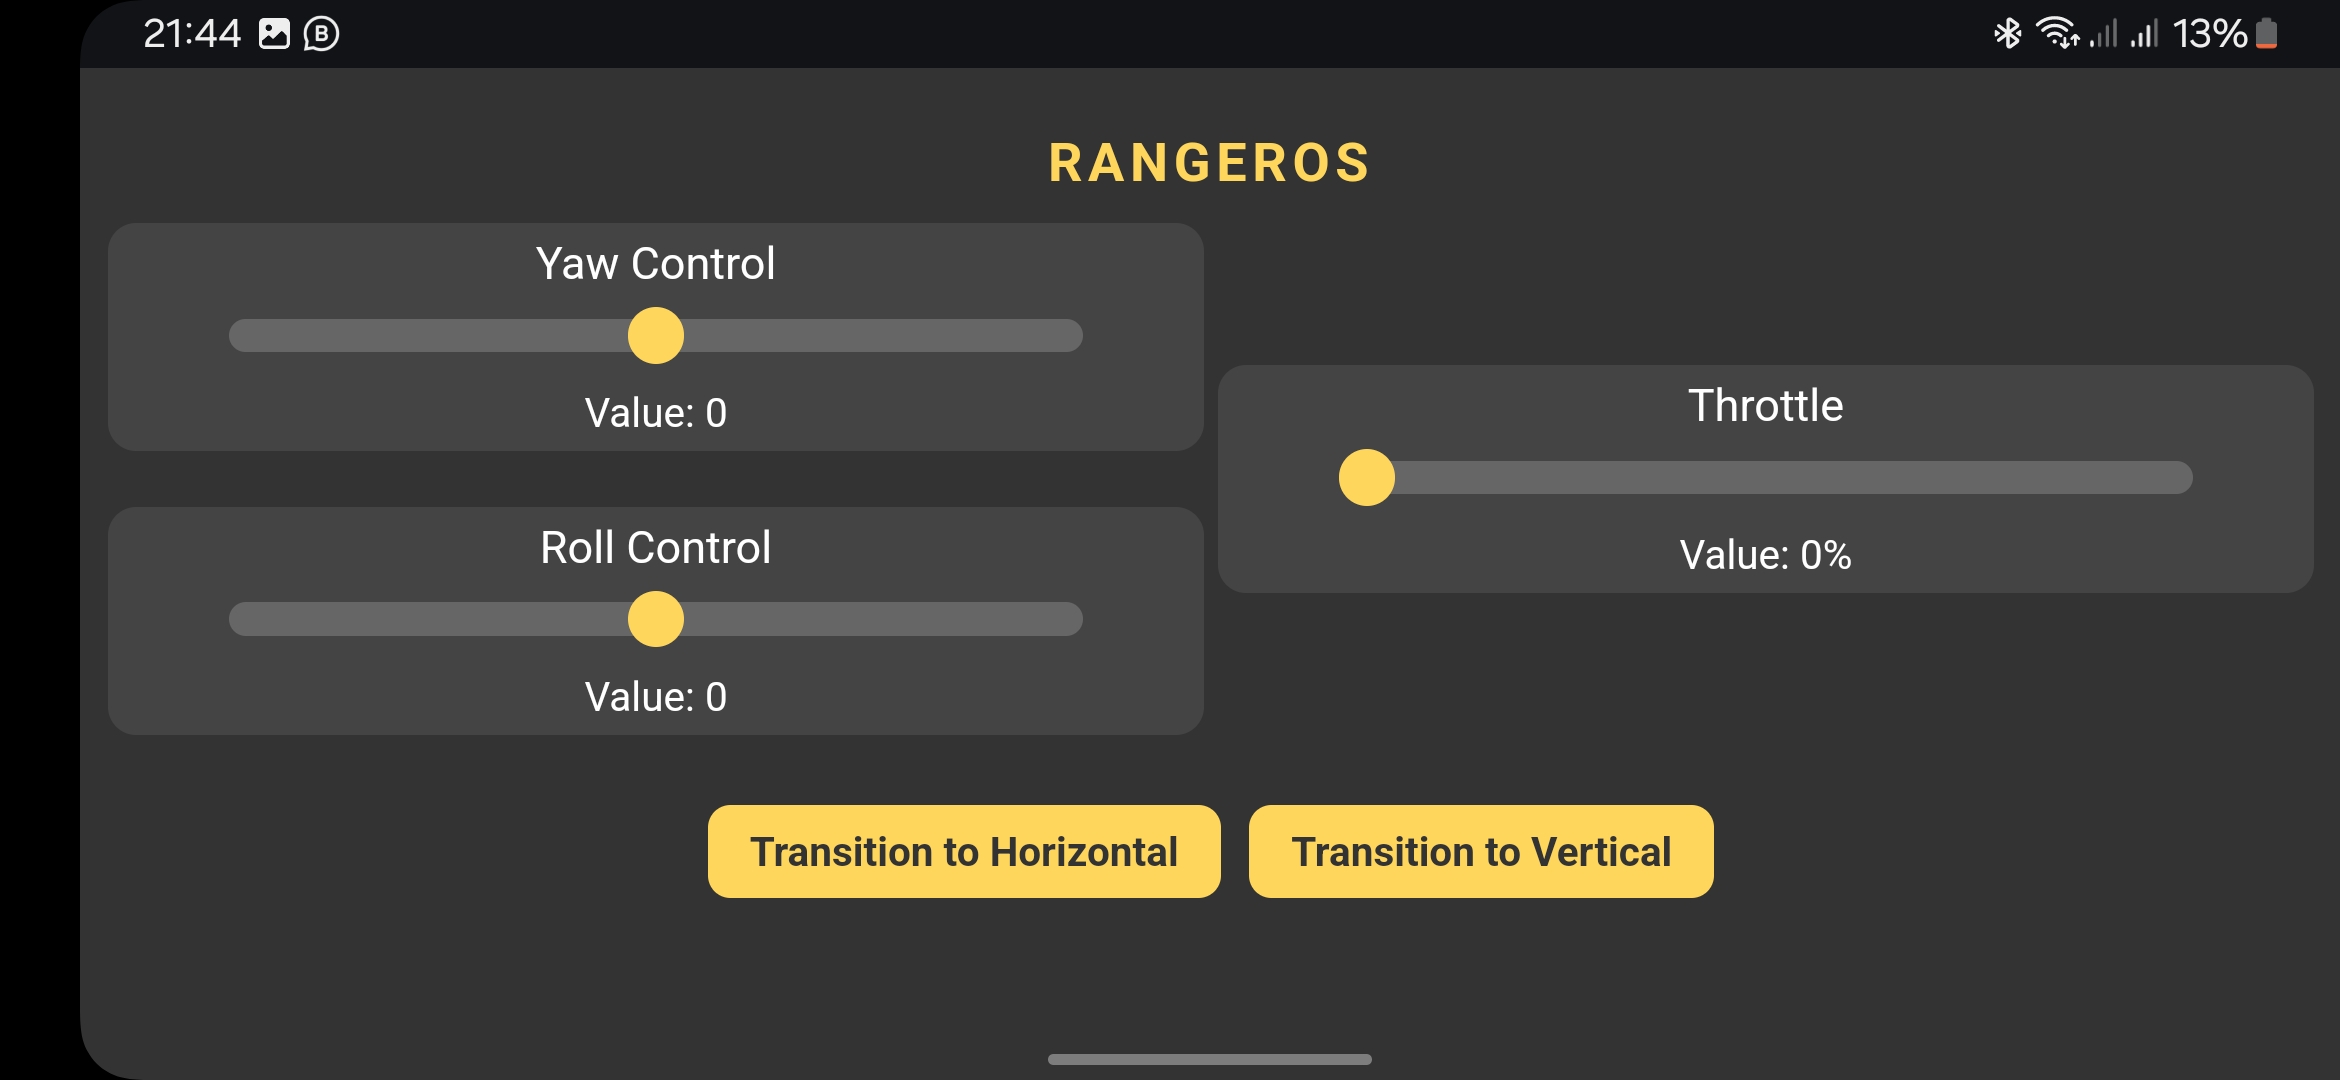 21:44
13%
RANGEROS
Yaw Control
Value: 0
Roll Control
Value: 0
Throttle
Value: 0%
Transition to Horizontal
Transition to Vertical